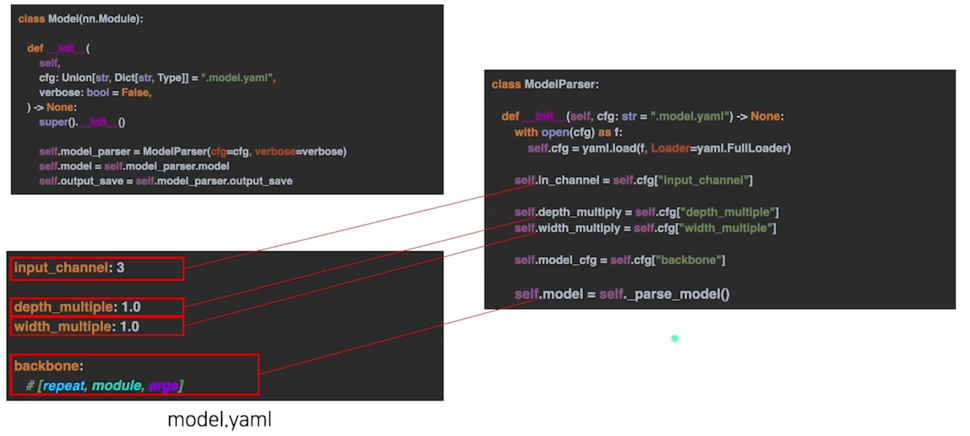 class Model(nn.Module):
def __init__(
self,
cfg: Union[str, Dict[str, Type]] = ".model.yaml",
verbose: bool = False,
) -> None:
super().__init__()
self.model_parser = ModelParser(cfg=cfg, verbose=verbose)
self.model = self.model_parser.model
self.output_save = self.model_parser.output_save
class ModelParser:
def __init__(self, cfg: str = ".model.yaml") -> None:
with open(cfg) as f:
self.cfg = yaml.load(f, Loader=yaml.FullLoader)
self.in_channel = self.cfg["input_channel"]
self.depth_multiply = self.cfg["depth_multiple"]
self.width_multiply = self.cfg["width_multiple"]
self.model_cfg = self.cfg["backbone"]
self.model = self._parse_model()
input_channel: 3
depth_multiple: 1.0
width_multiple: 1.0
backbone:
# [repeat, module, args]
model.yaml